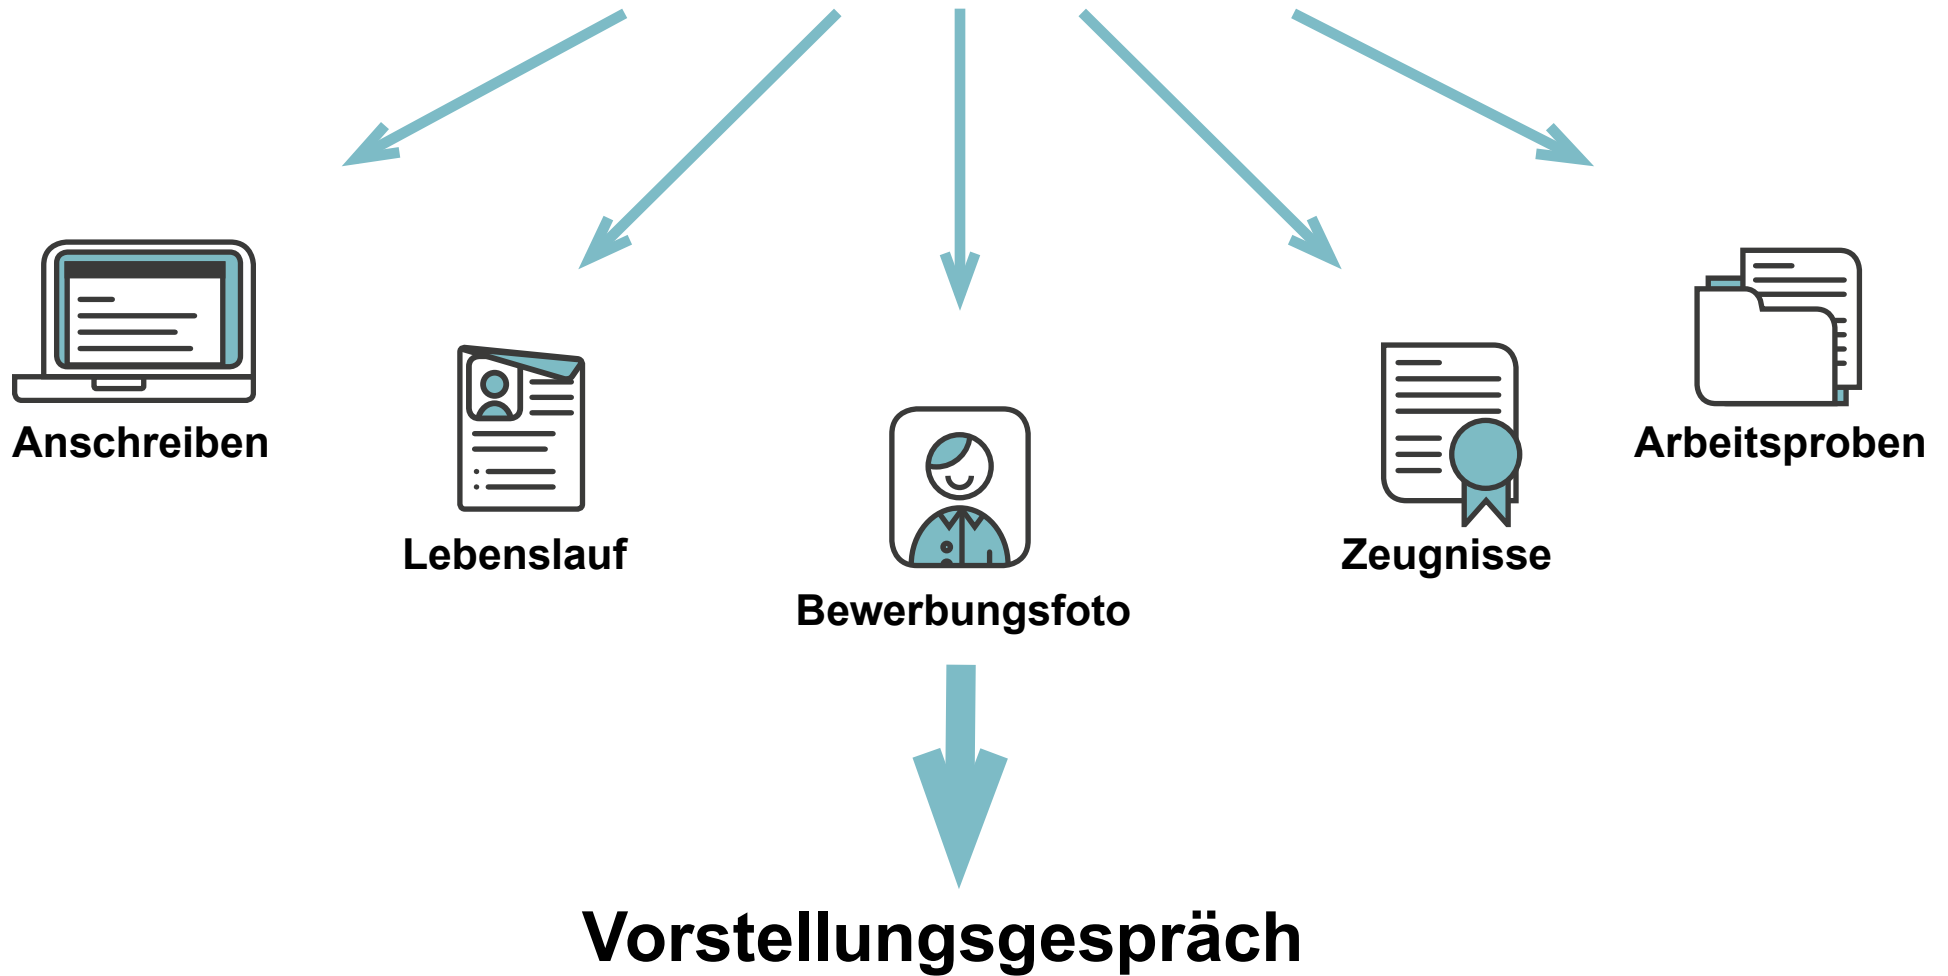 Anschreiben
Lebenslauf
Bewerbungsfoto
Zeugnisse
Arbeitsproben
Vorstellungsgespräch